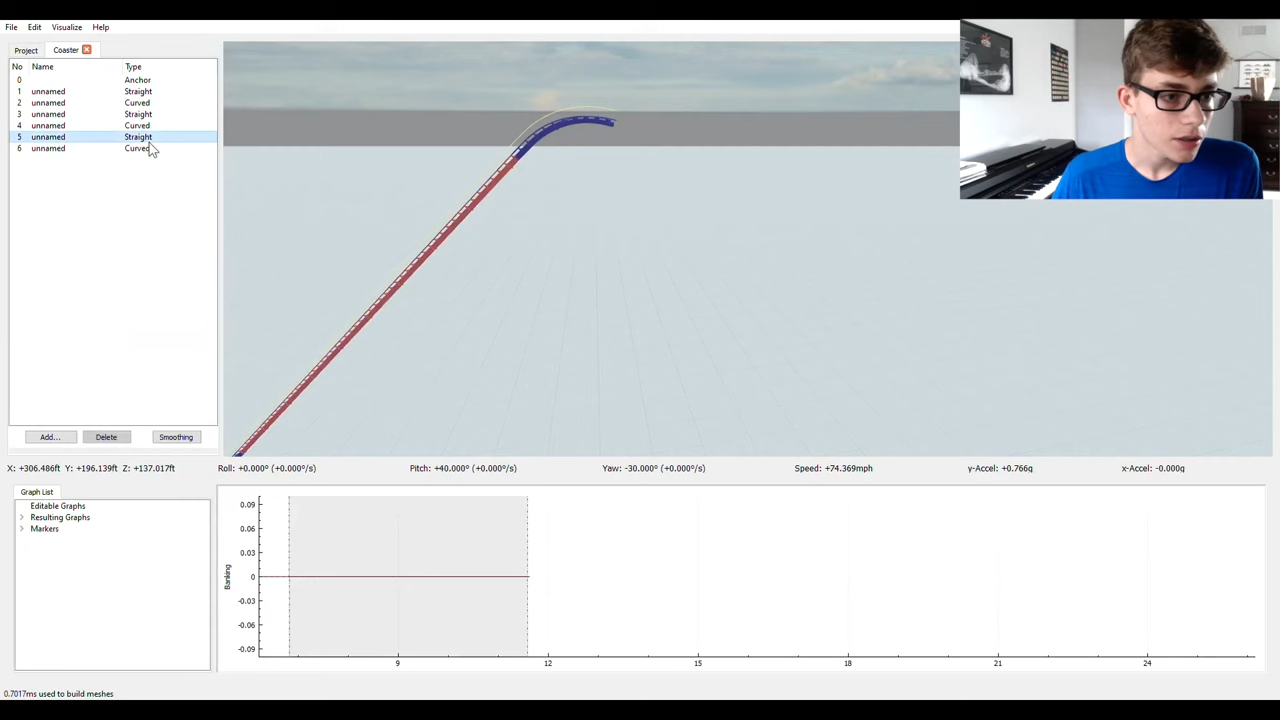 File Edit Visualize Help
Project Coaster
No Name Type
0 Anchor
1 unnamed Straight
2 unnamed Curved
3 unnamed Straight
4 unnamed Curved
5 unnamed Straight
6 unnamed Curved
Add... Delete Smoothing
X: +306.486ft Y: +196.139ft Z: +137.017ft Roll: +0.000° (+0.000°/s) Pitch: +40.000° (+0.000°/s) Yaw: -30.000° (+0.000°/s) Speed: +74.369mph y-Accel: +0.766g x-Accel: -0.000g
Graph List
Editable Graphs
Resulting Graphs
Markers
Banking
0.09
0.06
0.03
0
-0.03
-0.06
-0.09
9 12 15 18 21 24
0.7017ms used to build meshes